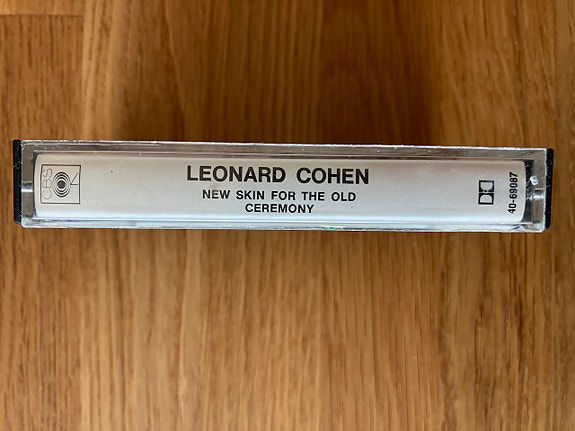 CBS
LEONARD COHEN
NEW SKIN FOR THE OLD
CEREMONY
40-69087